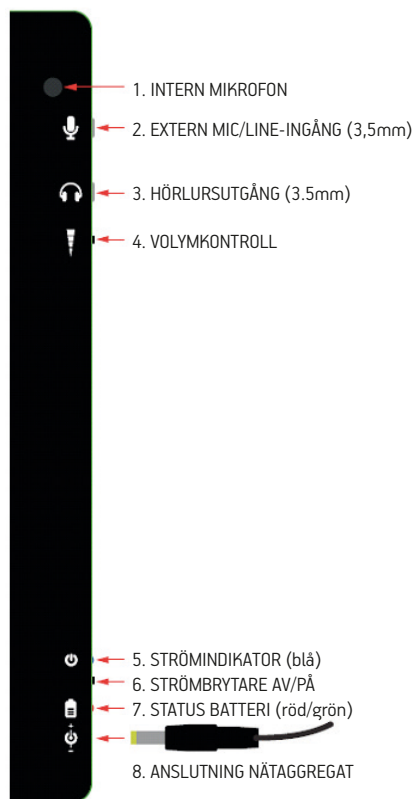 1. INTERN MIKROFON
2. EXTERN MIC/LINE-INGÅNG (3,5mm)
3. HÖRLURSUTGÅNG (3.5mm)
4. VOLYMKONTROLL
5. STRÖMINDIKATOR (blå)
6. STRÖMBRYTARE AV/PÅ
7. STATUS BATTERI (röd/grön)
8. ANSLUTNING NÄTAGGREGAT